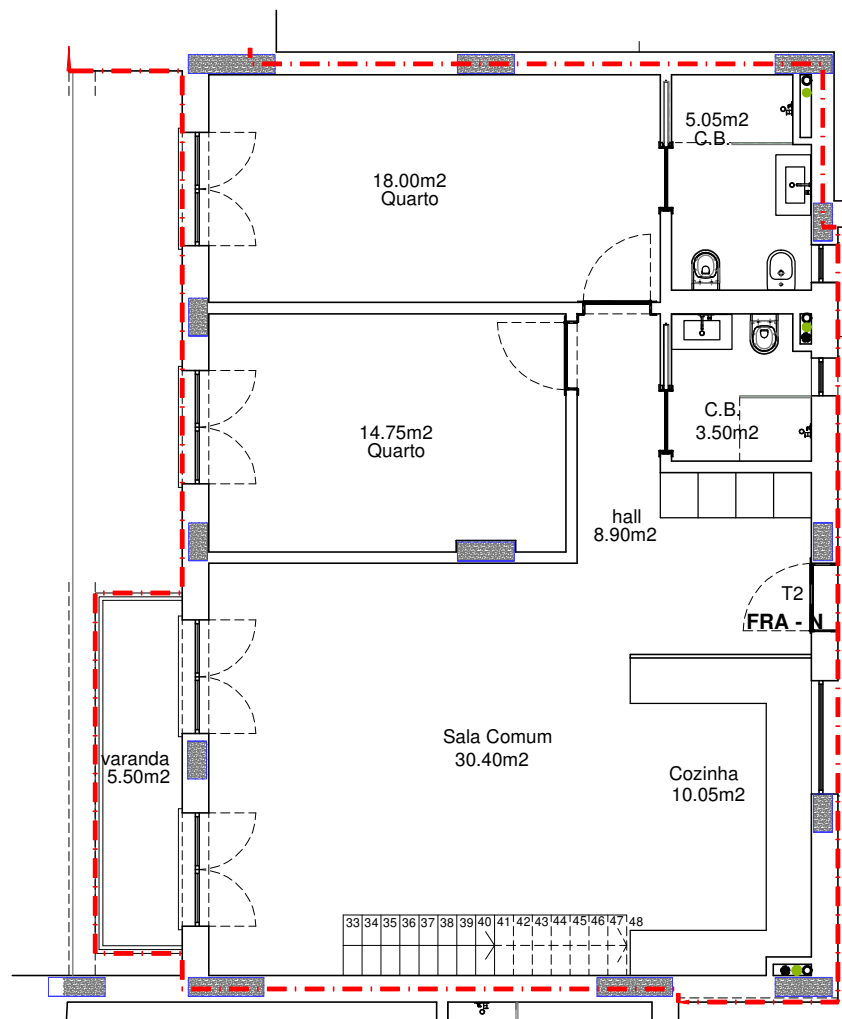 5.05m2
C.B.
18.00m2
Quarto
14.75m2
Quarto
C.B.
3.50m2
hall
8.90m2
T2
FRA - N
Sala Comum
30.40m2
varanda
5.50m2
Cozinha
10.05m2
33 34 35 36 37 38 39 40 41 42 43 44 45 46 47 48